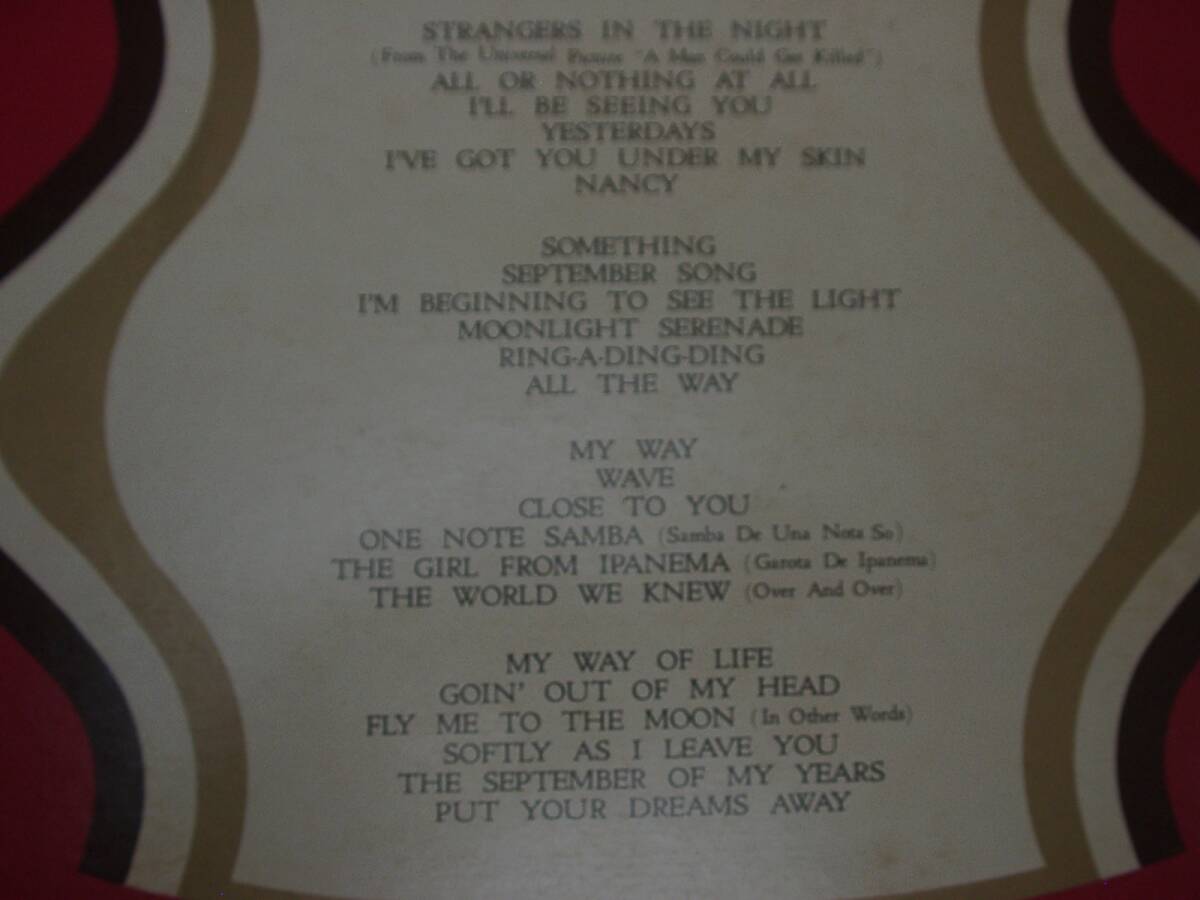 STRANGERS IN THE NIGHT
(From The Universal Picture "A Man Could Get Killed")
ALL OR NOTHING AT ALL
I'LL BE SEEING YOU
YESTERDAYS
I'VE GOT YOU UNDER MY SKIN
NANCY
SOMETHING
SEPTEMBER SONG
I'M BEGINNING TO SEE THE LIGHT
MOONLIGHT SERENADE
RING-A-DING-DING
ALL THE WAY
MY WAY
WAVE
CLOSE TO YOU
ONE NOTE SAMBA (Samba De Una Nota So)
THE GIRL FROM IPANEMA (Garota De Ipanema)
THE WORLD WE KNEW (Over And Over)
MY WAY OF LIFE
GOIN' OUT OF MY HEAD
FLY ME TO THE MOON (In Other Words)
SOFTLY AS I LEAVE YOU
THE SEPTEMBER OF MY YEARS
PUT YOUR DREAMS AWAY